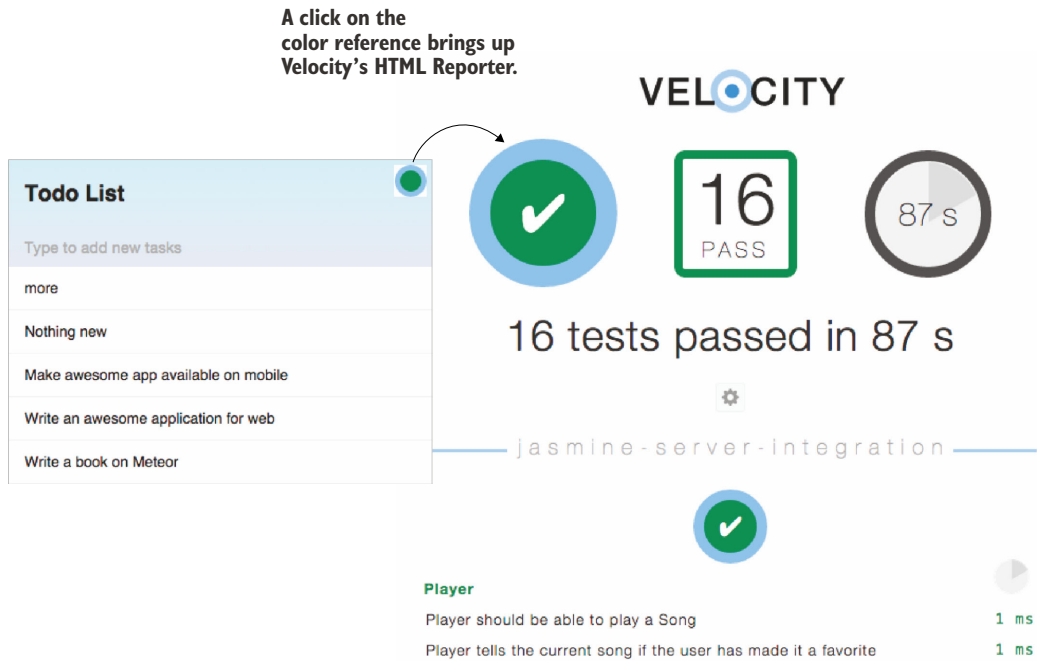 A click on the
color reference brings up
Velocity’s HTML Reporter.
Todo List
Type to add new tasks
more
Nothing new
Make awesome app available on mobile
Write an awesome application for web
Write a book on Meteor
VELOCITY
16
PASS
87 s
16 tests passed in 87 s
jasmine-server-integration
Player
Player should be able to play a Song 1 ms
Player tells the current song if the user has made it a favorite 1 ms